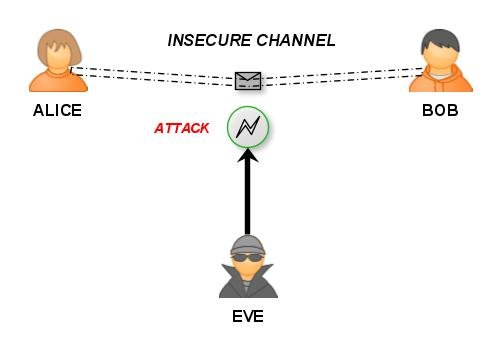 INSECURE CHANNEL
ALICE
BOB
ATTACK
EVE